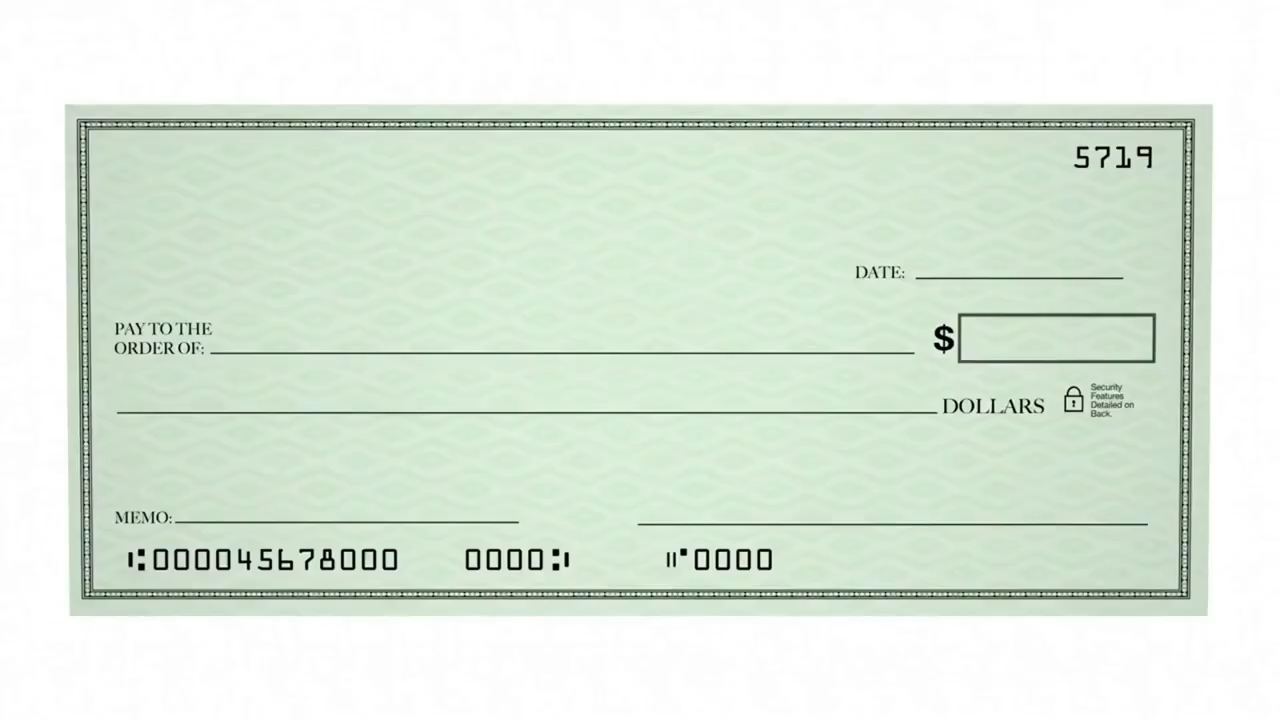 5719
DATE:
PAY TO THE
ORDER OF:
$
DOLLARS
Security
Features
Detailed on
Back.
MEMO:
⑆000045678000 0000⑆ ⑈0000